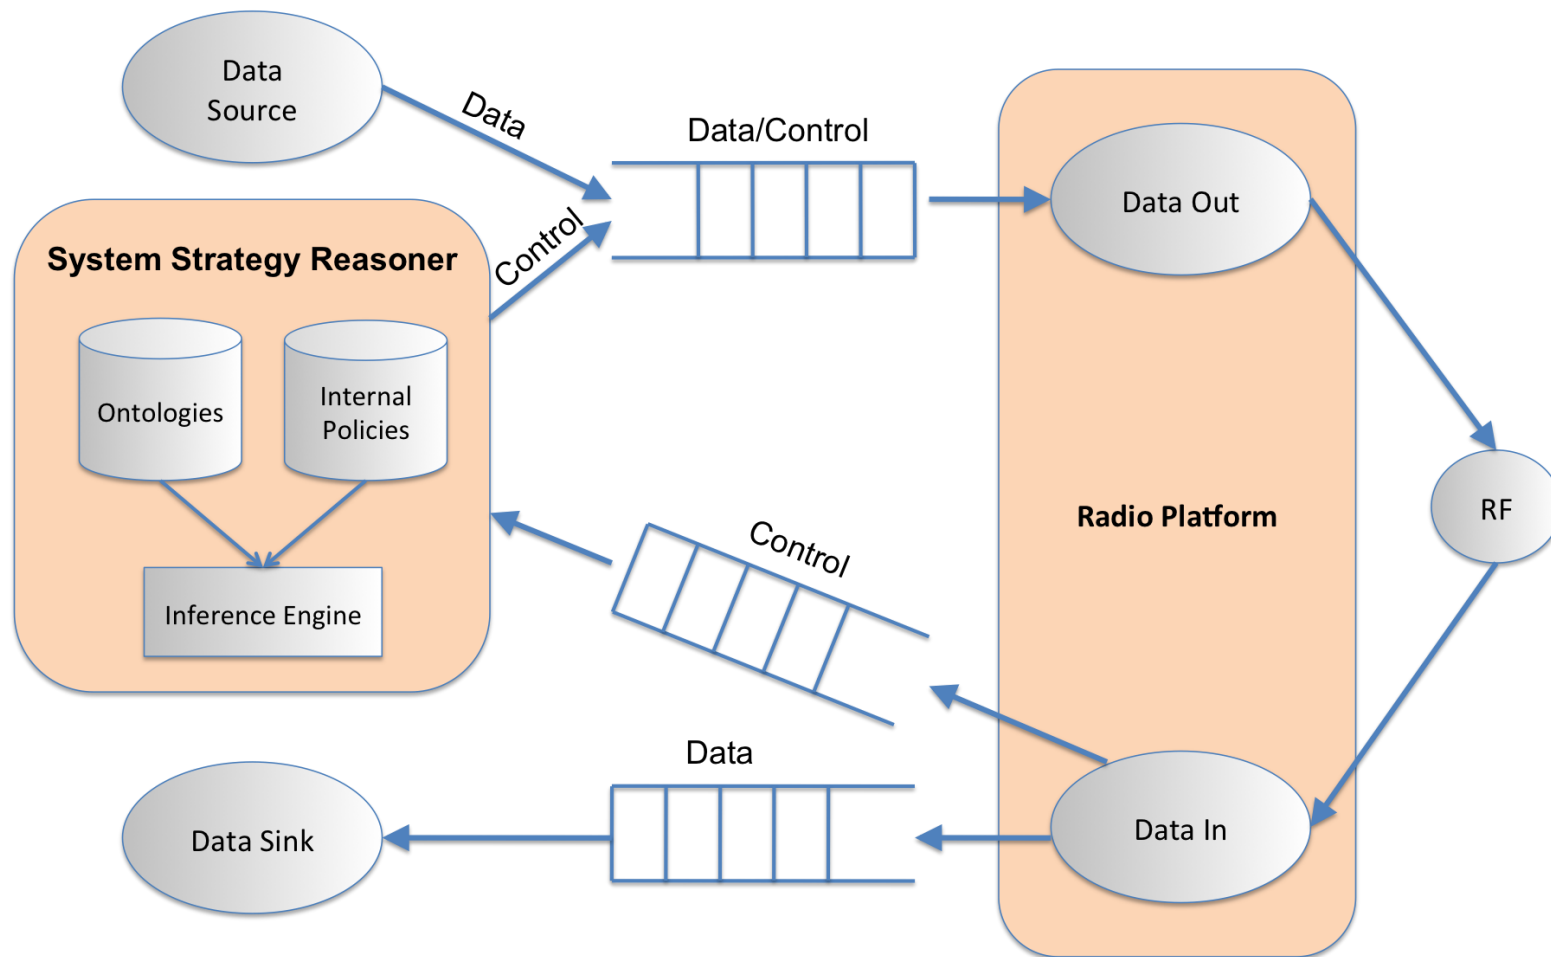 Data
Source
Data
Data/Control
Data Out
Control
System Strategy Reasoner
Ontologies
Internal
Policies
Inference Engine
Radio Platform
RF
Control
Data
Data Sink
Data In